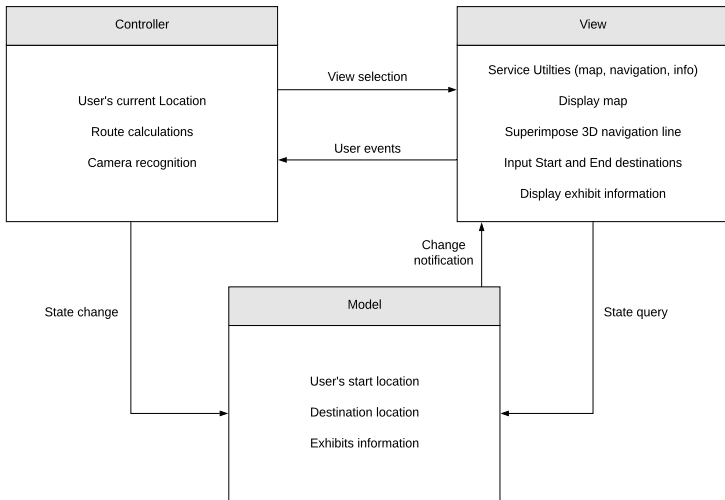 Controller
View
View selection
Service Utilties (map, navigation, info)
User's current Location
Display map
Route calculations
Superimpose 3D navigation line
User events
Camera recognition
Input Start and End destinations
Display exhibit information
Change
notification
State change
State query
Model
User's start location
Destination location
Exhibits information